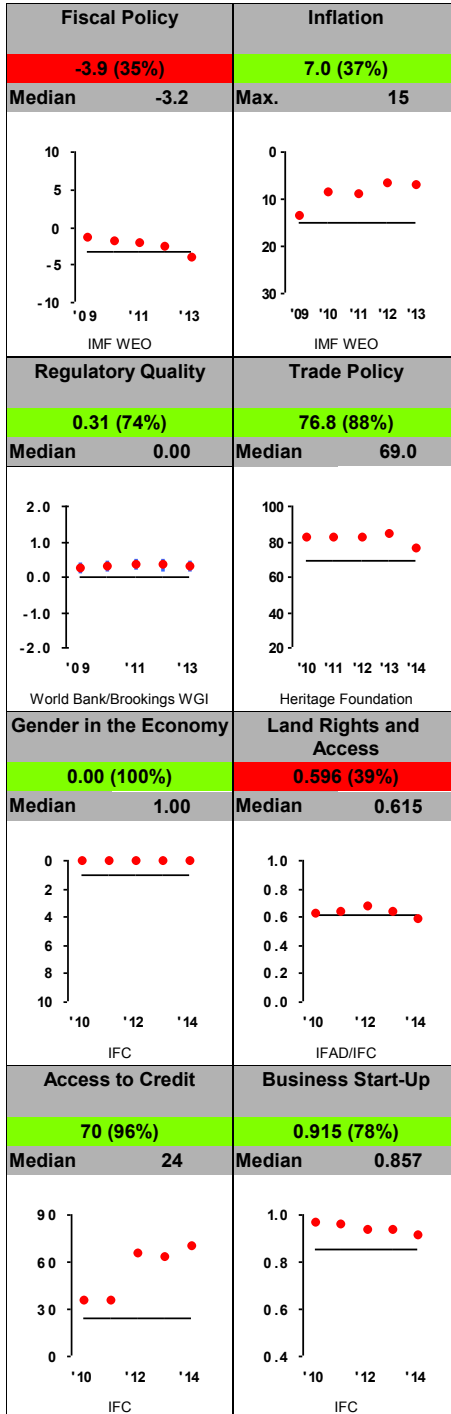 Fiscal Policy
-3.9 (35%)
Median -3.2
10
5
0
-5
-10
'09 '11 '13
IMF WEO
Inflation
7.0 (37%)
Max. 15
0
10
20
30
'09 '10 '11 '12 '13
IMF WEO
Regulatory Quality
0.31 (74%)
Median 0.00
2.0
1.0
0.0
-1.0
-2.0
'09 '11 '13
World Bank/Brookings WGI
Trade Policy
76.8 (88%)
Median 69.0
100
80
60
40
20
'10 '11 '12 '13 '14
Heritage Foundation
Gender in the Economy
0.00 (100%)
Median 1.00
0
2
4
6
8
10
'10 '12 '14
IFC
Land Rights and
Access
0.596 (39%)
Median 0.615
1.0
0.8
0.6
0.4
0.2
0.0
'10 '12 '14
IFAD/IFC
Access to Credit
70 (96%)
Median 24
90
60
30
0
'10 '12 '14
IFC
Business Start-Up
0.915 (78%)
Median 0.857
1.0
0.8
0.6
0.4
'10 '12 '14
IFC